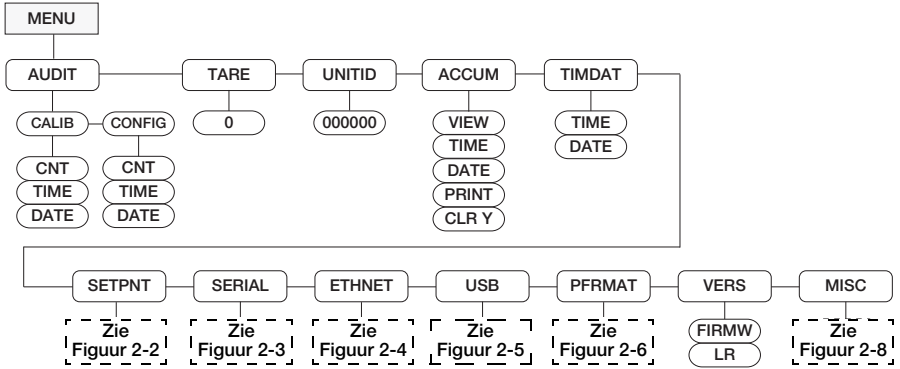 MENU
AUDIT TARE UNITID ACCUM TIMDAT
CALIB CONFIG 0 000000 VIEW TIME
TIME DATE
CNT CNT DATE
TIME TIME PRINT
DATE DATE CLR Y
SETPNT SERIAL ETHNET USB PFRMAT VERS MISC
Zie Zie Zie Zie Zie FIRMW Zie
Figuur 2-2 Figuur 2-3 Figuur 2-4 Figuur 2-5 Figuur 2-6 LR Figuur 2-8